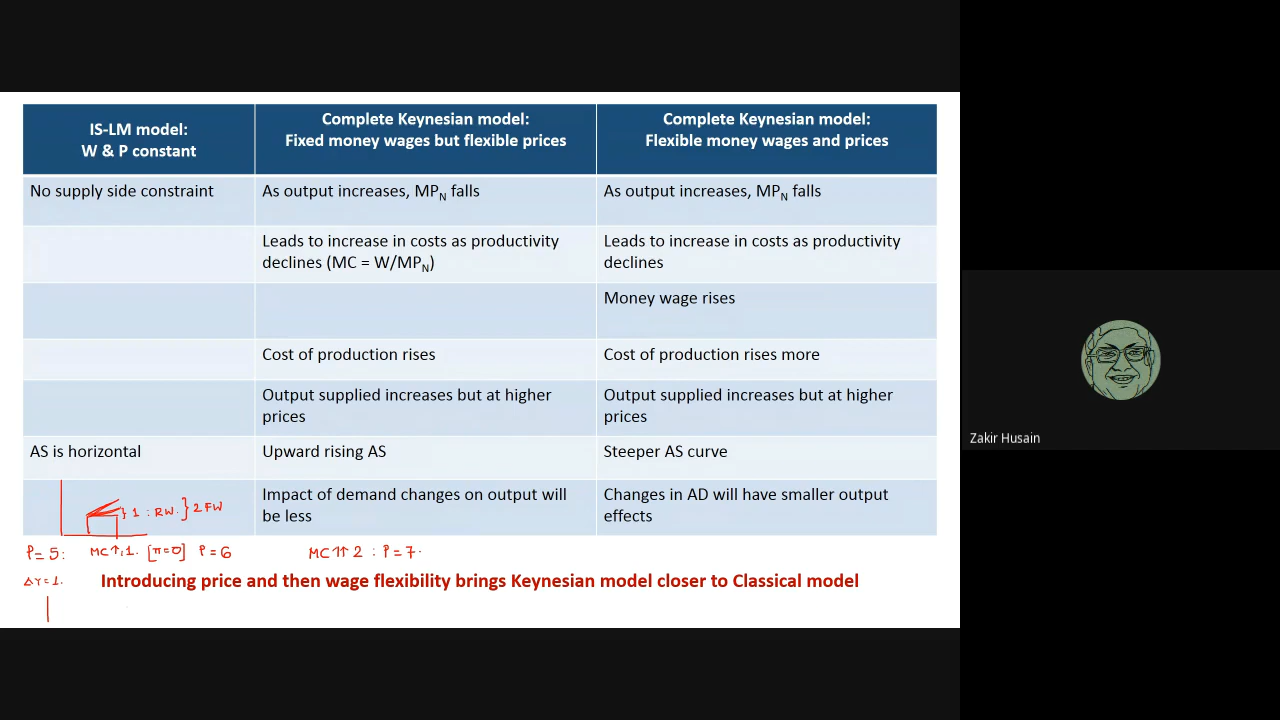 IS-LM model:
W & P constant
Complete Keynesian model:
Fixed money wages but flexible prices
Complete Keynesian model:
Flexible money wages and prices
No supply side constraint
As output increases, MPN falls
As output increases, MPN falls
Leads to increase in costs as productivity
declines (MC = W/MPN)
Leads to increase in costs as productivity
declines
Money wage rises
Cost of production rises
Cost of production rises more
Output supplied increases but at higher
prices
Output supplied increases but at higher
prices
AS is horizontal
Upward rising AS
Steeper AS curve
Impact of demand changes on output will
be less
Changes in AD will have smaller output
effects
} 1 : RW. } 2 FW
P = 5: MC↑1. [π=0] P = 6
MC↑↑ 2 : P = 7.
ΔY = 1.
Introducing price and then wage flexibility brings Keynesian model closer to Classical model
Zakir Husain